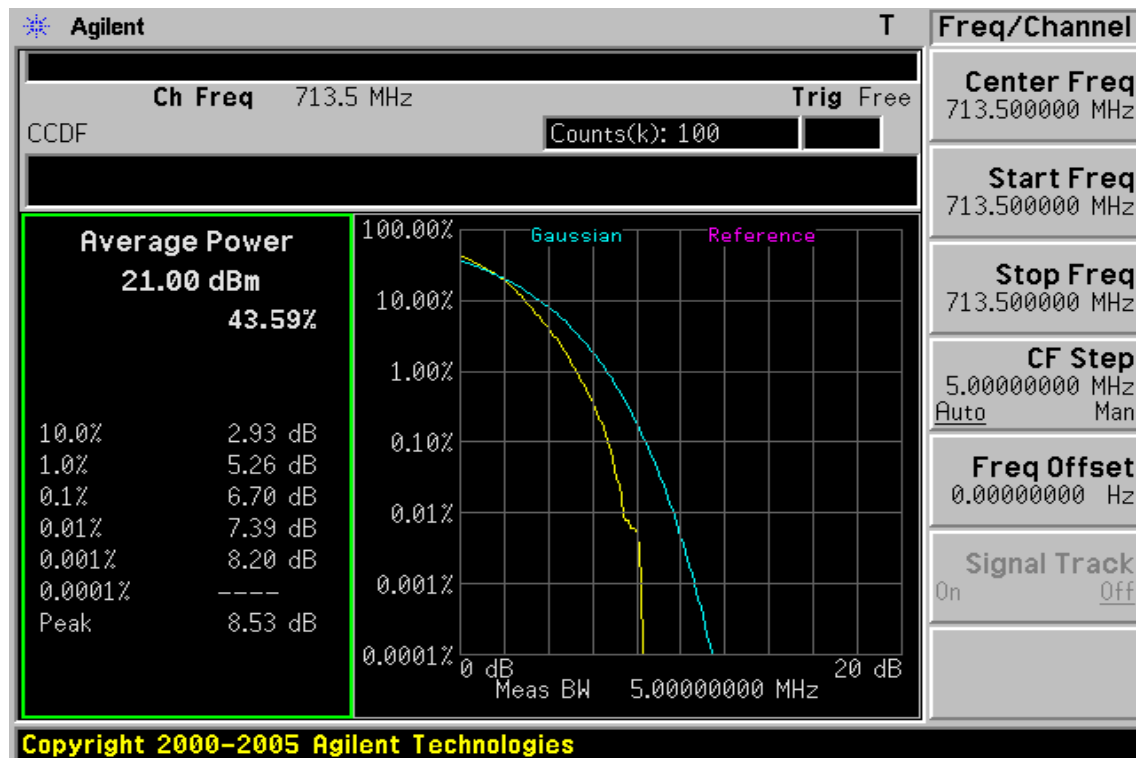 Agilent
T
Freq/Channel
Ch Freq 713.5 MHz
Trig Free
CCDF
Counts(k): 100
Average Power
21.00 dBm
43.59%
10.0% 2.93 dB
1.0% 5.26 dB
0.1% 6.70 dB
0.01% 7.39 dB
0.001% 8.20 dB
0.0001% ----
Peak 8.53 dB
100.00%
Gaussian
Reference
10.00%
1.00%
0.10%
0.01%
0.001%
0.0001%
0 dB
20 dB
Meas BW 5.00000000 MHz
Center Freq
713.500000 MHz
Start Freq
713.500000 MHz
Stop Freq
713.500000 MHz
CF Step
5.00000000 MHz
Auto Man
Freq Offset
0.00000000 Hz
Signal Track
On Off
Copyright 2000-2005 Agilent Technologies